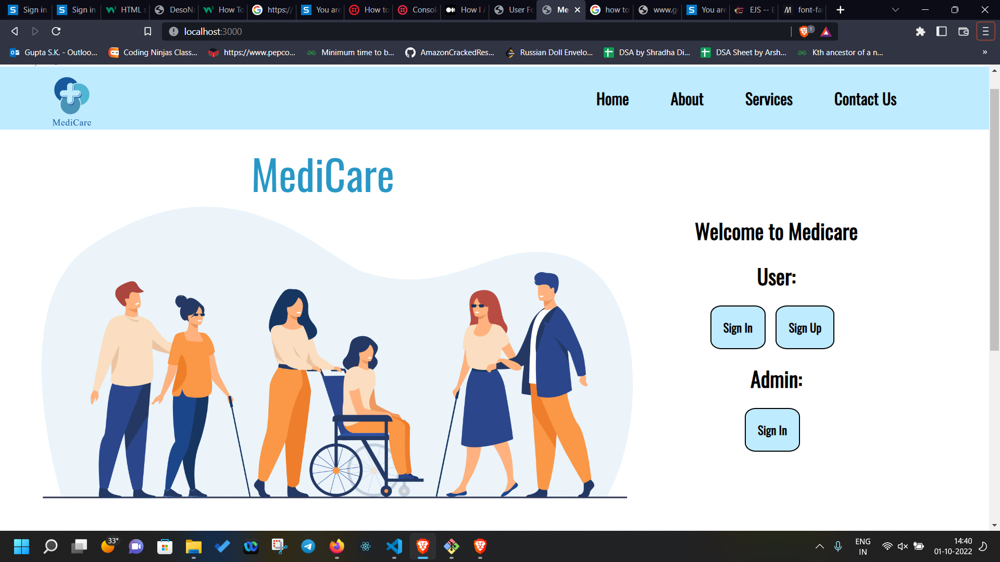 Sign in
Sign in
HTML s
DesoNa
How To
https://
You are
How to
Consol
How I A
User Fo
Me
how to
www.g
You are
EJS -- E
font-fa
localhost:3000
1
Gupta S.K. - Outloo...
Coding Ninjas Class...
https://www.pepco...
Minimum time to b...
AmazonCrackedRes...
Russian Doll Envelo...
DSA by Shradha Di...
DSA Sheet by Arsh...
Kth ancestor of a n...
»
MediCare
Home
About
Services
Contact Us
MediCare
Welcome to Medicare
User:
Sign In
Sign Up
Admin:
Sign In
33°
ENG
IN
14:40
01-10-2022